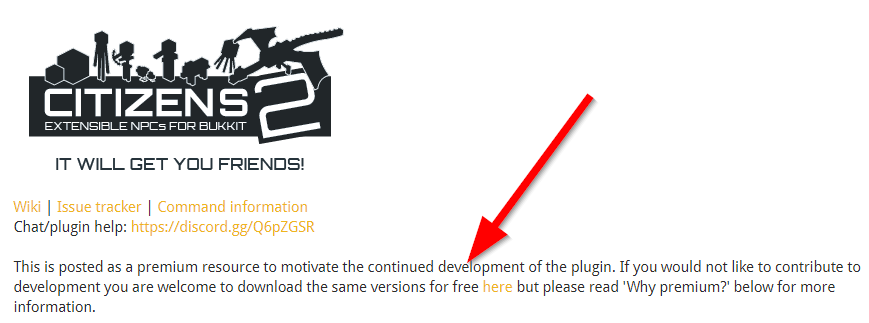 CITIZENS 2
EXTENSIBLE NPCs FOR BUKKIT
IT WILL GET YOU FRIENDS!
Wiki | Issue tracker | Command information
Chat/plugin help: https://discord.gg/Q6pZGSR
This is posted as a premium resource to motivate the continued development of the plugin. If you would not like to contribute to
development you are welcome to download the same versions for free here but please read 'Why premium?' below for more
information.